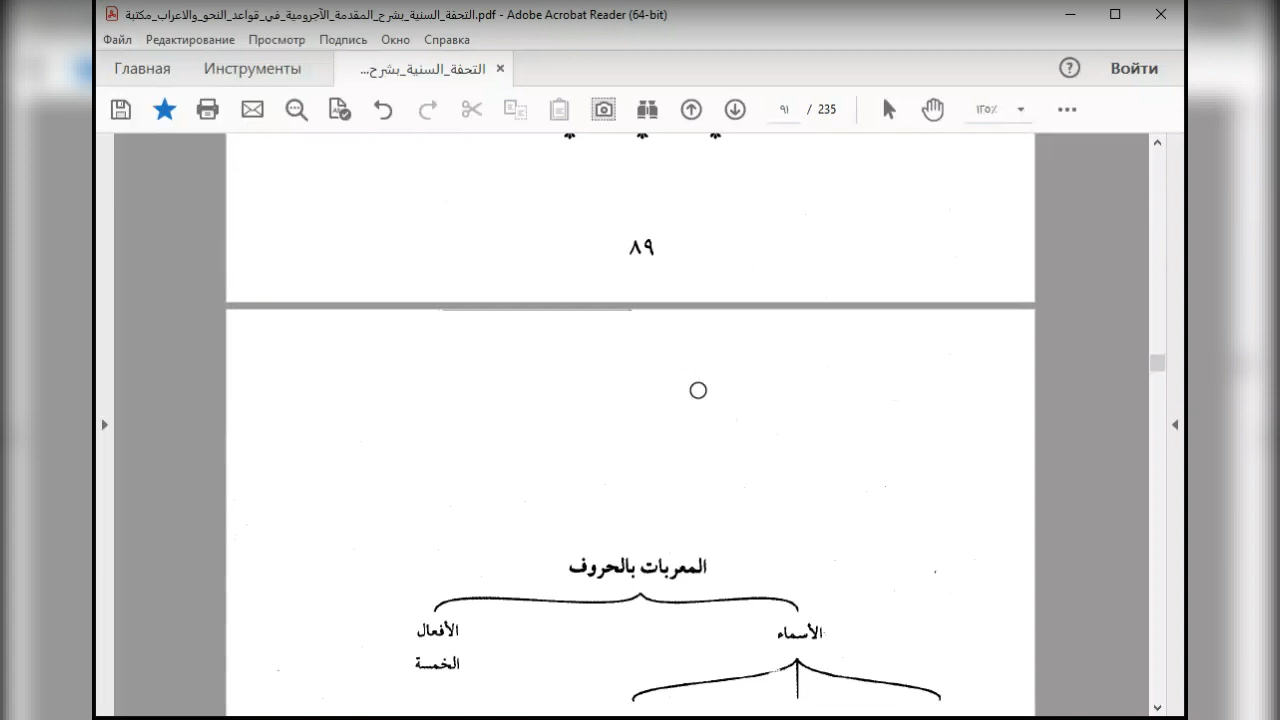 التحفة_السنية_بشرح_المقدمة_الآجرومية_في_قواعد_النحو_والاعراب_مكتبة.pdf - Adobe Acrobat Reader (64-bit)
Файл Редактирование Просмотр Подпись Окно Справка
Главная Инструменты التحفة_السنية_بشرح... Войти
٩١ / 235 ١٢٥٪
* * *
٨٩
المعربات بالحروف
الأسماء الأفعال
الخمسة